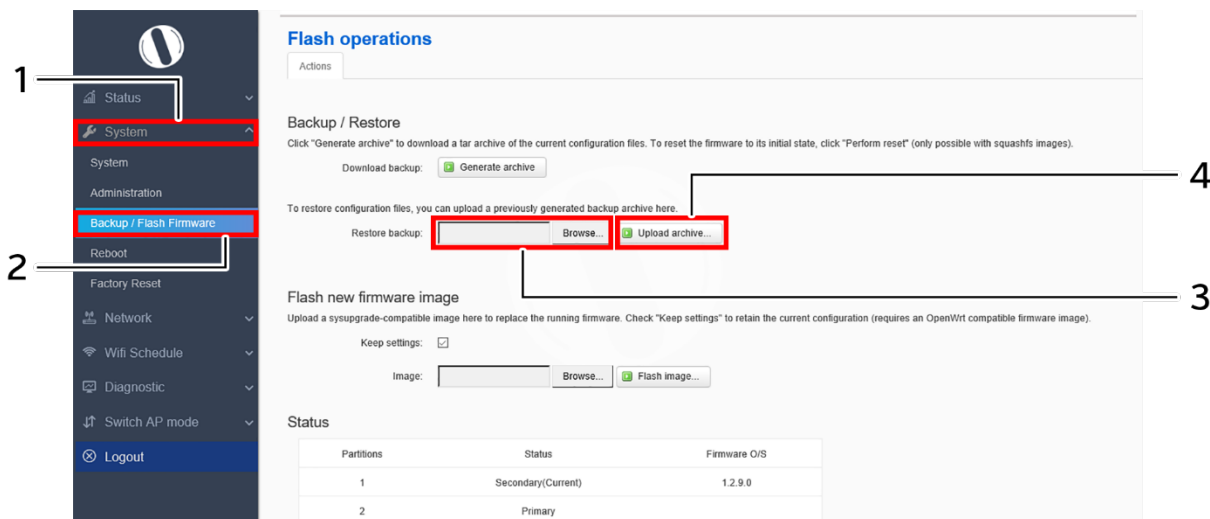 Flash operations
Actions
1
Status
System
System
Administration
Backup / Flash Firmware
2
Reboot
Factory Reset
Network
Wifi Schedule
Diagnostic
Switch AP mode
Logout
Backup / Restore
Click "Generate archive" to download a tar archive of the current configuration files. To reset the firmware to its initial state, click "Perform reset" (only possible with squashfs images).
Download backup: Generate archive
4
To restore configuration files, you can upload a previously generated backup archive here.
Restore backup: Browse... Upload archive...
3
Flash new firmware image
Upload a sysupgrade-compatible image here to replace the running firmware. Check "Keep settings" to retain the current configuration (requires an OpenWrt compatible firmware image).
Keep settings:
Image: Browse... Flash image...
Status
Partitions Status Firmware O/S
1 Secondary(Current) 1.2.9.0
2 Primary